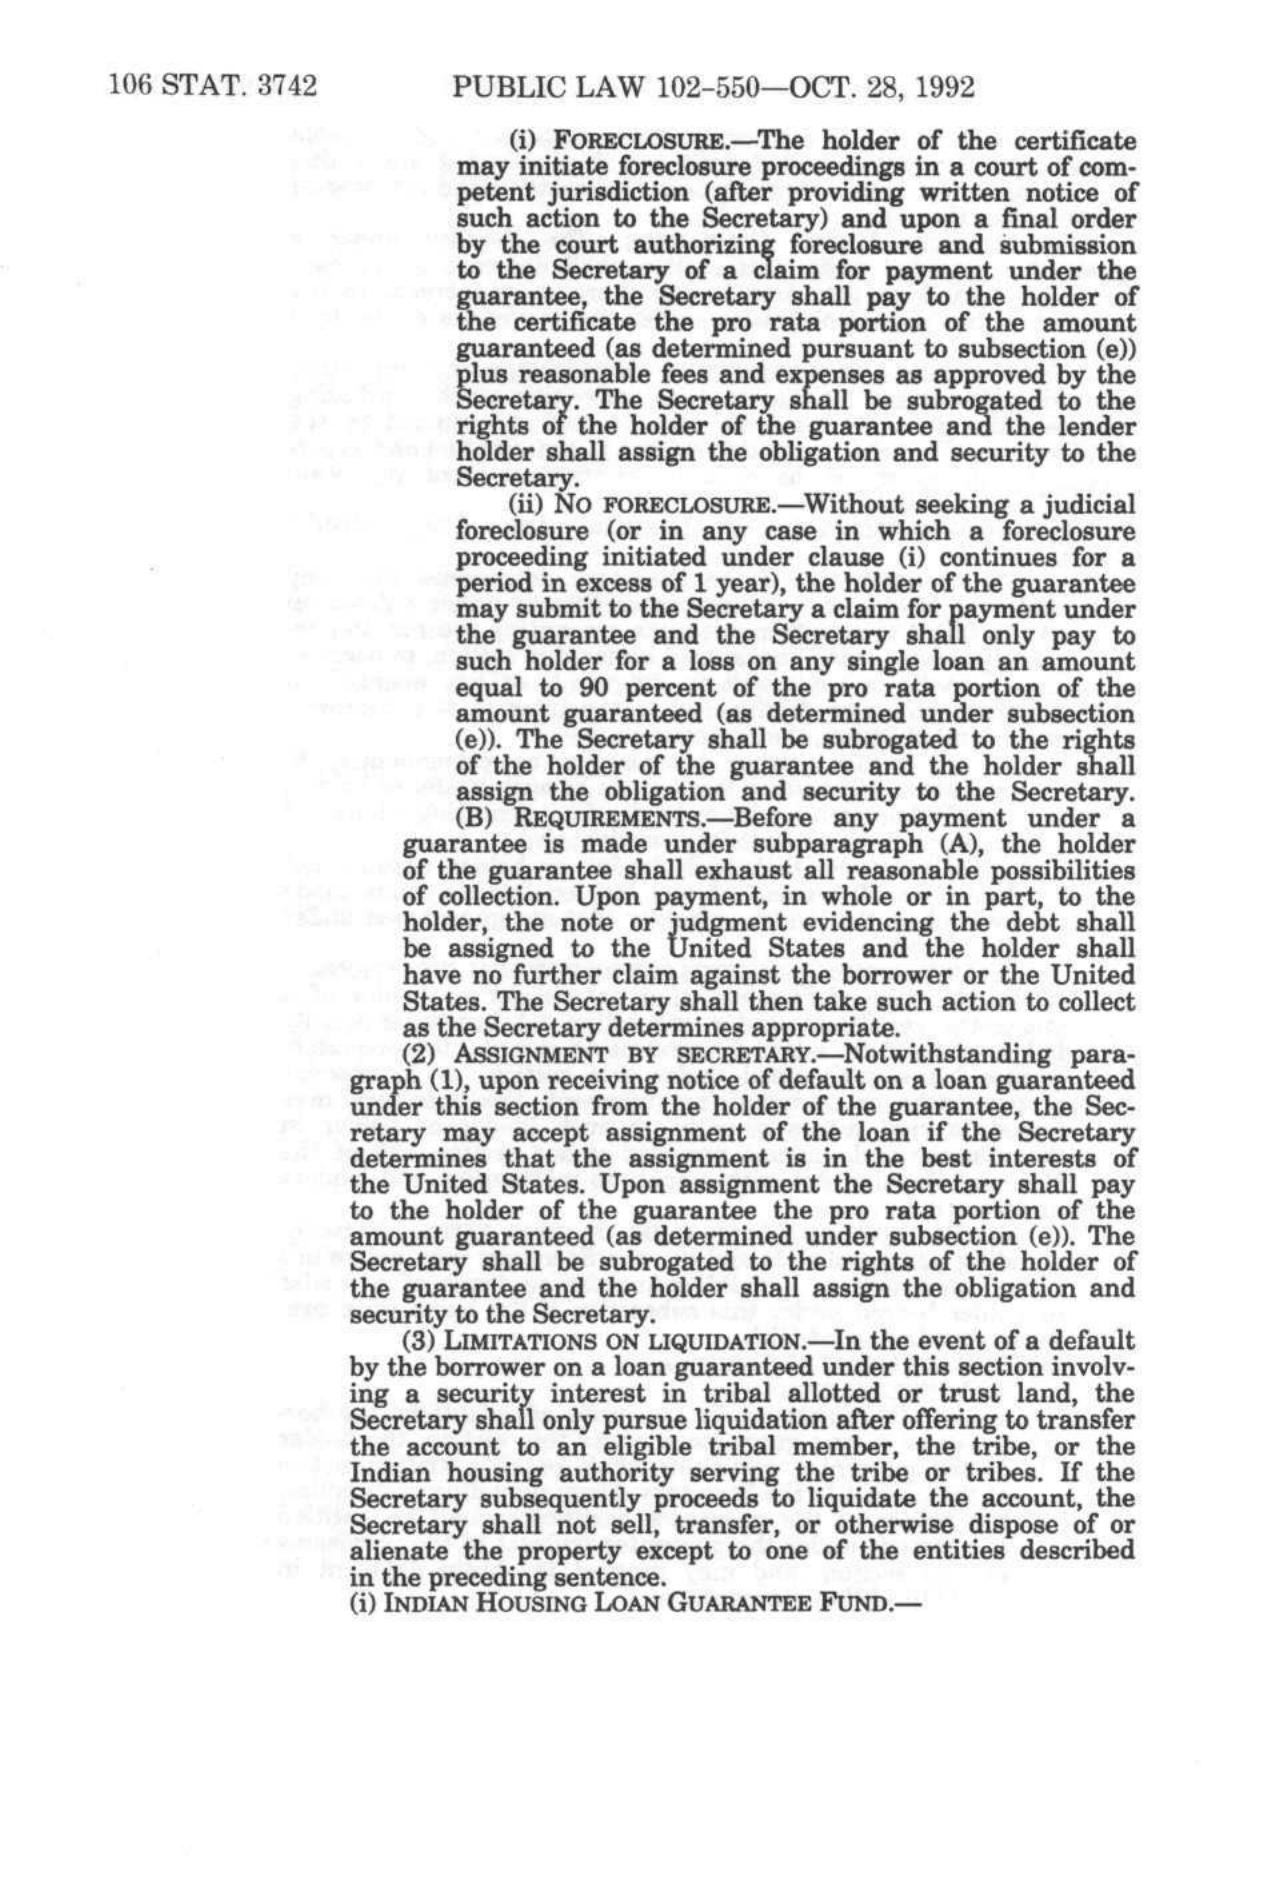 106 STAT. 3742 PUBLIC LAW 102-550—OCT. 28, 1992
(i) FORECLOSURE.—The holder of the certificate
may initiate foreclosure proceedings in a court of com-
petent jurisdiction (after providing written notice of
such action to the Secretary) and upon a final order
by the court authorizing foreclosure and submission
to the Secretary of a claim for payment under the
guarantee, the Secretary shall pay to the holder of
the certificate the pro rata portion of the amount
guaranteed (as determined pursuant to subsection (e))
plus reasonable fees and expenses as approved by the
Secretary. The Secretary shall be subrogated to the
rights of the holder of the guarantee and the lender
holder shall assign the obligation and security to the
Secretary.
(ii) NO FORECLOSURE.—Without seeking a judicial
foreclosure (or in any case in which a foreclosure
proceeding initiated under clause (i) continues for a
period in excess of 1 year), the holder of the guarantee
may submit to the Secretary a claim for payment under
the guarantee and the Secretary shall only pay to
such holder for a loss on any single loan an amount
equal to 90 percent of the pro rata portion of the
amount guaranteed (as determined under subsection
(e)). The Secretary shall be subrogated to the rights
of the holder of the guarantee and the holder shall
assign the obligation and security to the Secretary.
(B) REQUIREMENTS.—Before any payment under a
guarantee is made under subparagraph (A), the holder
of the guarantee shall exhaust all reasonable possibilities
of collection. Upon payment, in whole or in part, to the
holder, the note or judgment evidencing the debt shall
be assigned to the United States and the holder shall
have no further claim against the borrower or the United
States. The Secretary shall then take such action to collect
as the Secretary determines appropriate.
(2) ASSIGNMENT BY SECRETARY.—Notwithstanding para-
graph (1), upon receiving notice of default on a loan guaranteed
under this section from the holder of the guarantee, the Sec-
retary may accept assignment of the loan if the Secretary
determines that the assignment is in the best interests of
the United States. Upon assignment the Secretary shall pay
to the holder of the guarantee the pro rata portion of the
amount guaranteed (as determined under subsection (e)). The
Secretary shall be subrogated to the rights of the holder of
the guarantee and the holder shall assign the obligation and
security to the Secretary.
(3) LIMITATIONS ON LIQUIDATION.—In the event of a default
by the borrower on a loan guaranteed under this section involv-
ing a security interest in tribal allotted or trust land, the
Secretary shall only pursue liquidation after offering to transfer
the account to an eligible tribal member, the tribe, or the
Indian housing authority serving the tribe or tribes. If the
Secretary subsequently proceeds to liquidate the account, the
Secretary shall not sell, transfer, or otherwise dispose of or
alienate the property except to one of the entities described
in the preceding sentence.
(i) INDIAN HOUSING LOAN GUARANTEE FUND.—